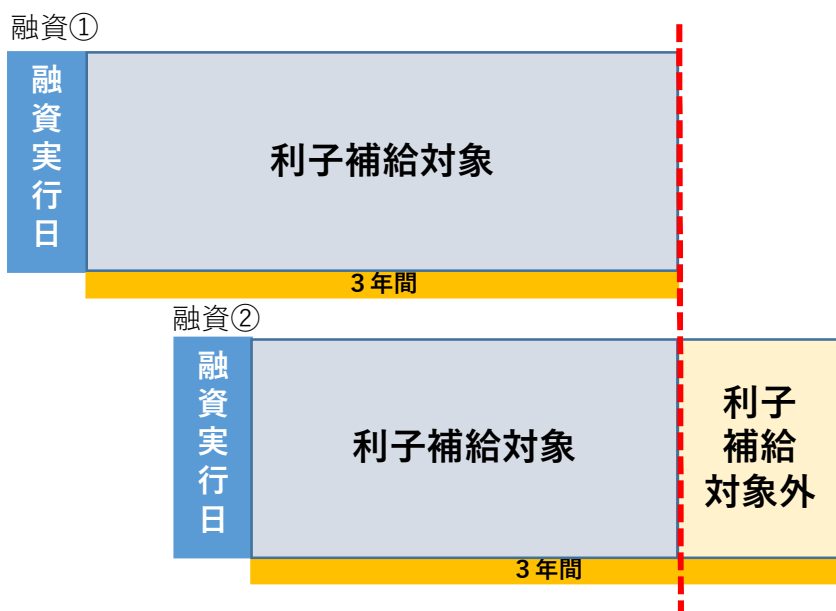 融資①
融資実行日
利子補給対象
３年間
融資②
融資実行日
利子補給対象
利子
補給
対象外
３年間